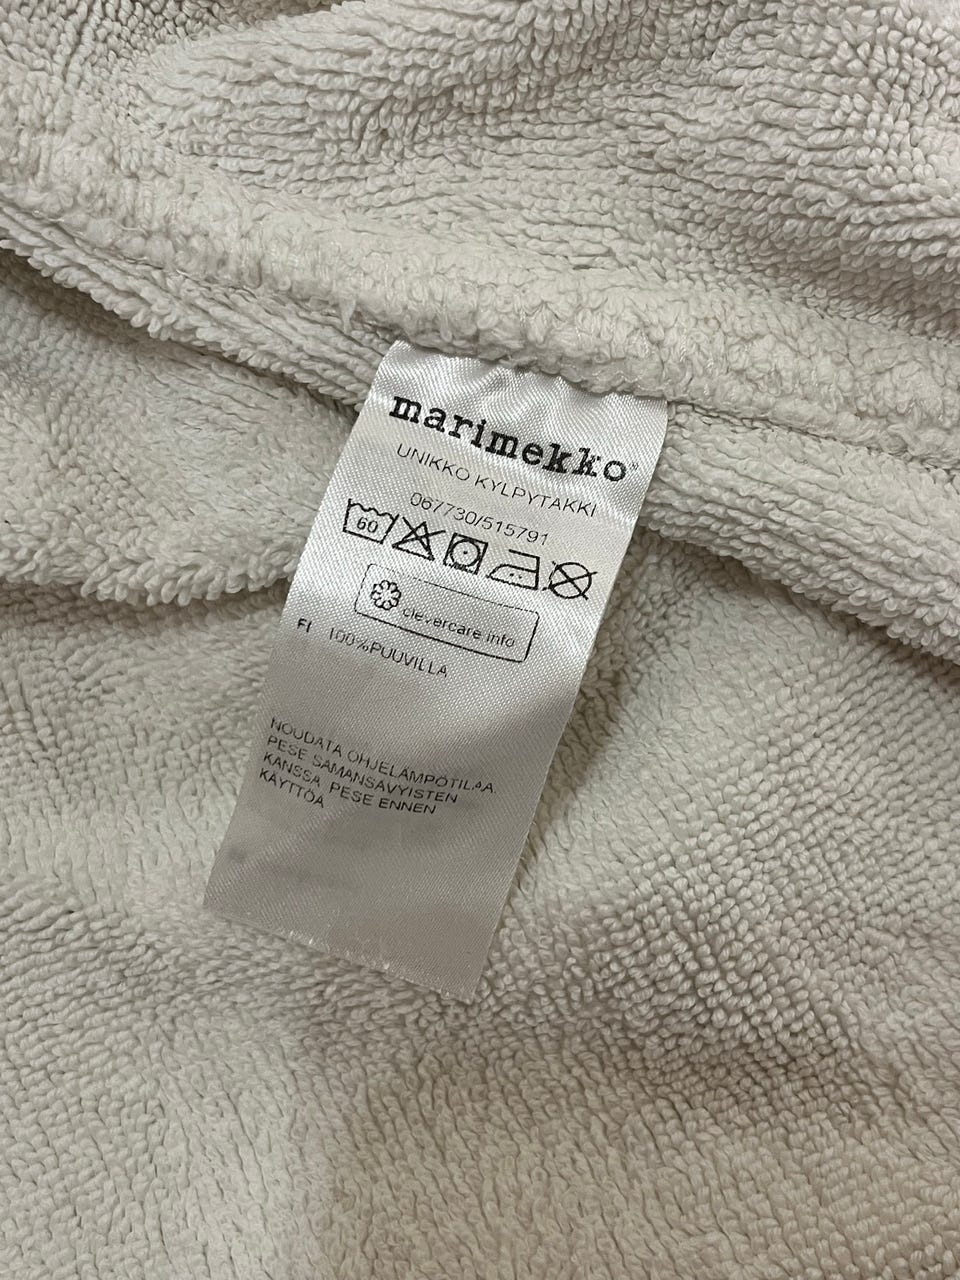 marimekko®
UNIKKO KYLPYTAKKI
067730/515791
60
clevercare.info
FI 100%PUUVILLA
NOUDATA OHJELÄMPÖTILAA.
PESE SAMANSÄVYISTEN
KANSSA, PESE ENNEN
KÄYTTÖÄ